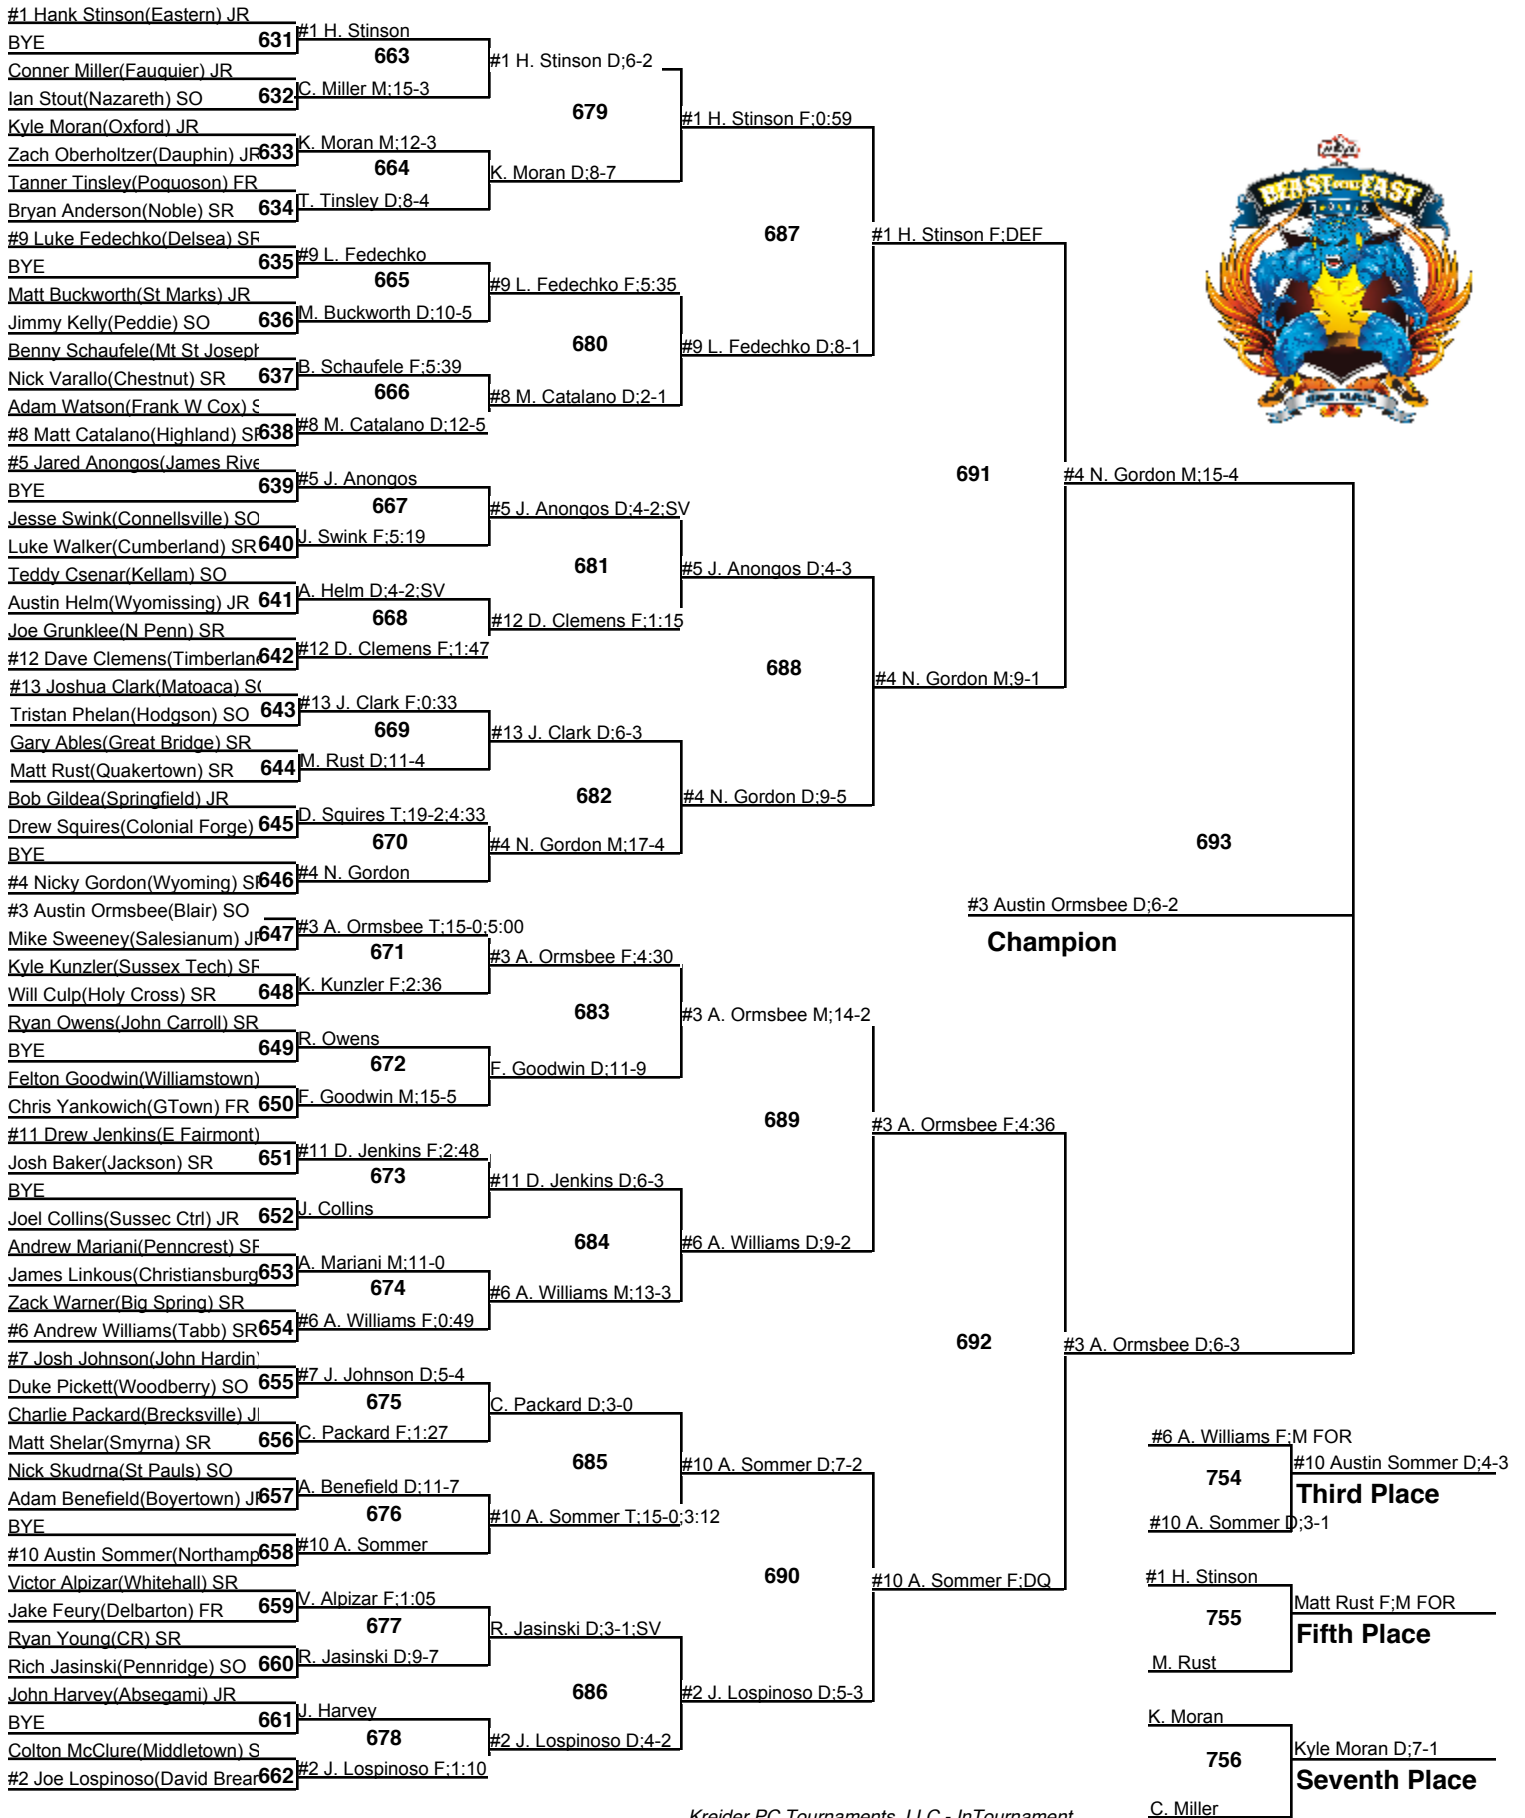 #1 Hank Stinson(Eastern) JR
BYE
631
Conner Miller(Fauquier) JR
Ian Stout(Nazareth) SO
632
Kyle Moran(Oxford) JR
Zach Oberholtzer(Dauphin) JR
633
Tanner Tinsley(Poquoson) FR
Bryan Anderson(Noble) SR
634
#9 Luke Fedechko(Delsea) SR
BYE
635
Matt Buckworth(St Marks) JR
Jimmy Kelly(Peddie) SO
636
Benny Schaufele(Mt St Joseph
Nick Varallo(Chestnut) SR
637
Adam Watson(Frank W Cox) S
#8 Matt Catalano(Highland) SR
638
#5 Jared Anongos(James Rive
BYE
639
Jesse Swink(Connellsville) SO
Luke Walker(Cumberland) SR
640
Teddy Csenar(Kellam) SO
Austin Helm(Wyomissing) JR
641
Joe Grunklee(N Penn) SR
#12 Dave Clemens(Timberlane
642
#13 Joshua Clark(Matoaca) SO
Tristan Phelan(Hodgson) SO
643
Gary Ables(Great Bridge) SR
Matt Rust(Quakertown) SR
644
Bob Gildea(Springfield) JR
Drew Squires(Colonial Forge)
645
BYE
#4 Nicky Gordon(Wyoming) SR
646
#3 Austin Ormsbee(Blair) SO
Mike Sweeney(Salesianum) JR
647
Kyle Kunzler(Sussex Tech) SR
Will Culp(Holy Cross) SR
648
Ryan Owens(John Carroll) SR
BYE
649
Felton Goodwin(Williamstown)
Chris Yankowich(GTown) FR
650
#11 Drew Jenkins(E Fairmont)
Josh Baker(Jackson) SR
651
BYE
Joel Collins(Sussec Ctrl) JR
652
Andrew Mariani(Penncrest) SR
James Linkous(Christiansburg
653
Zack Warner(Big Spring) SR
#6 Andrew Williams(Tabb) SR
654
#7 Josh Johnson(John Hardin)
Duke Pickett(Woodberry) SO
655
Charlie Packard(Brecksville) JR
Matt Shelar(Smyrna) SR
656
Nick Skudrna(St Pauls) SO
Adam Benefield(Boyertown) JR
657
BYE
#10 Austin Sommer(Northamp
658
Victor Alpizar(Whitehall) SR
Jake Feury(Delbarton) FR
659
Ryan Young(CR) SR
Rich Jasinski(Pennridge) SO
660
John Harvey(Absegami) JR
BYE
661
Colton McClure(Middletown) S
#2 Joe Lospinoso(David Brear
662
#1 H. Stinson
663
C. Miller M;15-3
K. Moran M;12-3
664
T. Tinsley D;8-4
#9 L. Fedechko
665
M. Buckworth D;10-5
B. Schaufele F;5:39
666
#8 M. Catalano D;12-5
#5 J. Anongos
667
J. Swink F;5:19
A. Helm D;4-2;SV
668
#12 D. Clemens F;1:47
#13 J. Clark F;0:33
669
M. Rust D;11-4
D. Squires T;19-2;4:33
670
#4 N. Gordon
#3 A. Ormsbee T;15-0;5:00
671
K. Kunzler F;2:36
R. Owens
672
F. Goodwin M;15-5
#11 D. Jenkins F;2:48
673
J. Collins
A. Mariani M;11-0
674
#6 A. Williams F;0:49
#7 J. Johnson D;5-4
675
C. Packard F;1:27
A. Benefield D;11-7
676
#10 A. Sommer
V. Alpizar F;1:05
677
R. Jasinski D;9-7
J. Harvey
678
#2 J. Lospinoso F;1:10
#1 H. Stinson D;6-2
679
K. Moran D;8-7
#9 L. Fedechko F;5:35
680
#8 M. Catalano D;2-1
#5 J. Anongos D;4-2;SV
681
#12 D. Clemens F;1:15
#13 J. Clark D;6-3
682
#4 N. Gordon M;17-4
#3 A. Ormsbee F;4:30
683
F. Goodwin D;11-9
#11 D. Jenkins D;6-3
684
#6 A. Williams M;13-3
C. Packard D;3-0
685
#10 A. Sommer T;15-0;3:12
R. Jasinski D;3-1;SV
686
#2 J. Lospinoso D;4-2
#1 H. Stinson F;0:59
687
#9 L. Fedechko D;8-1
#5 J. Anongos D;4-3
688
#4 N. Gordon D;9-5
#3 A. Ormsbee M;14-2
689
#6 A. Williams D;9-2
#10 A. Sommer D;7-2
690
#2 J. Lospinoso D;5-3
#1 H. Stinson F;DEF
691
#4 N. Gordon M;9-1
#3 A. Ormsbee F;4:36
692
#10 A. Sommer F;DQ
#4 N. Gordon M;15-4
693
#3 A. Ormsbee D;6-3
#3 Austin Ormsbee D;6-2
Champion
BEAST OF THE EAST
#6 A. Williams F;M FOR
754
#10 A. Sommer D;3-1
#10 Austin Sommer D;4-3
Third Place
#1 H. Stinson
755
M. Rust
Matt Rust F;M FOR
Fifth Place
K. Moran
756
C. Miller
Kyle Moran D;7-1
Seventh Place
Kreider PC Tournaments, LLC - InTournament